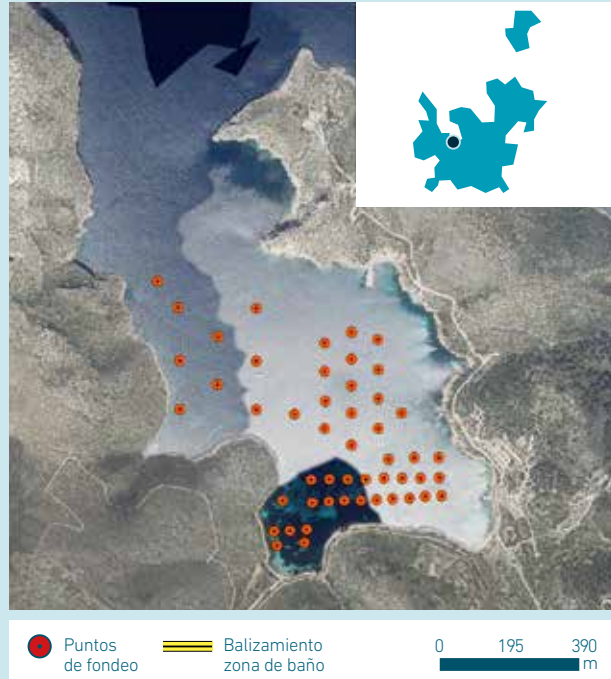 Puntos
de fondeo
Balizamiento
zona de baño
0 195 390
m